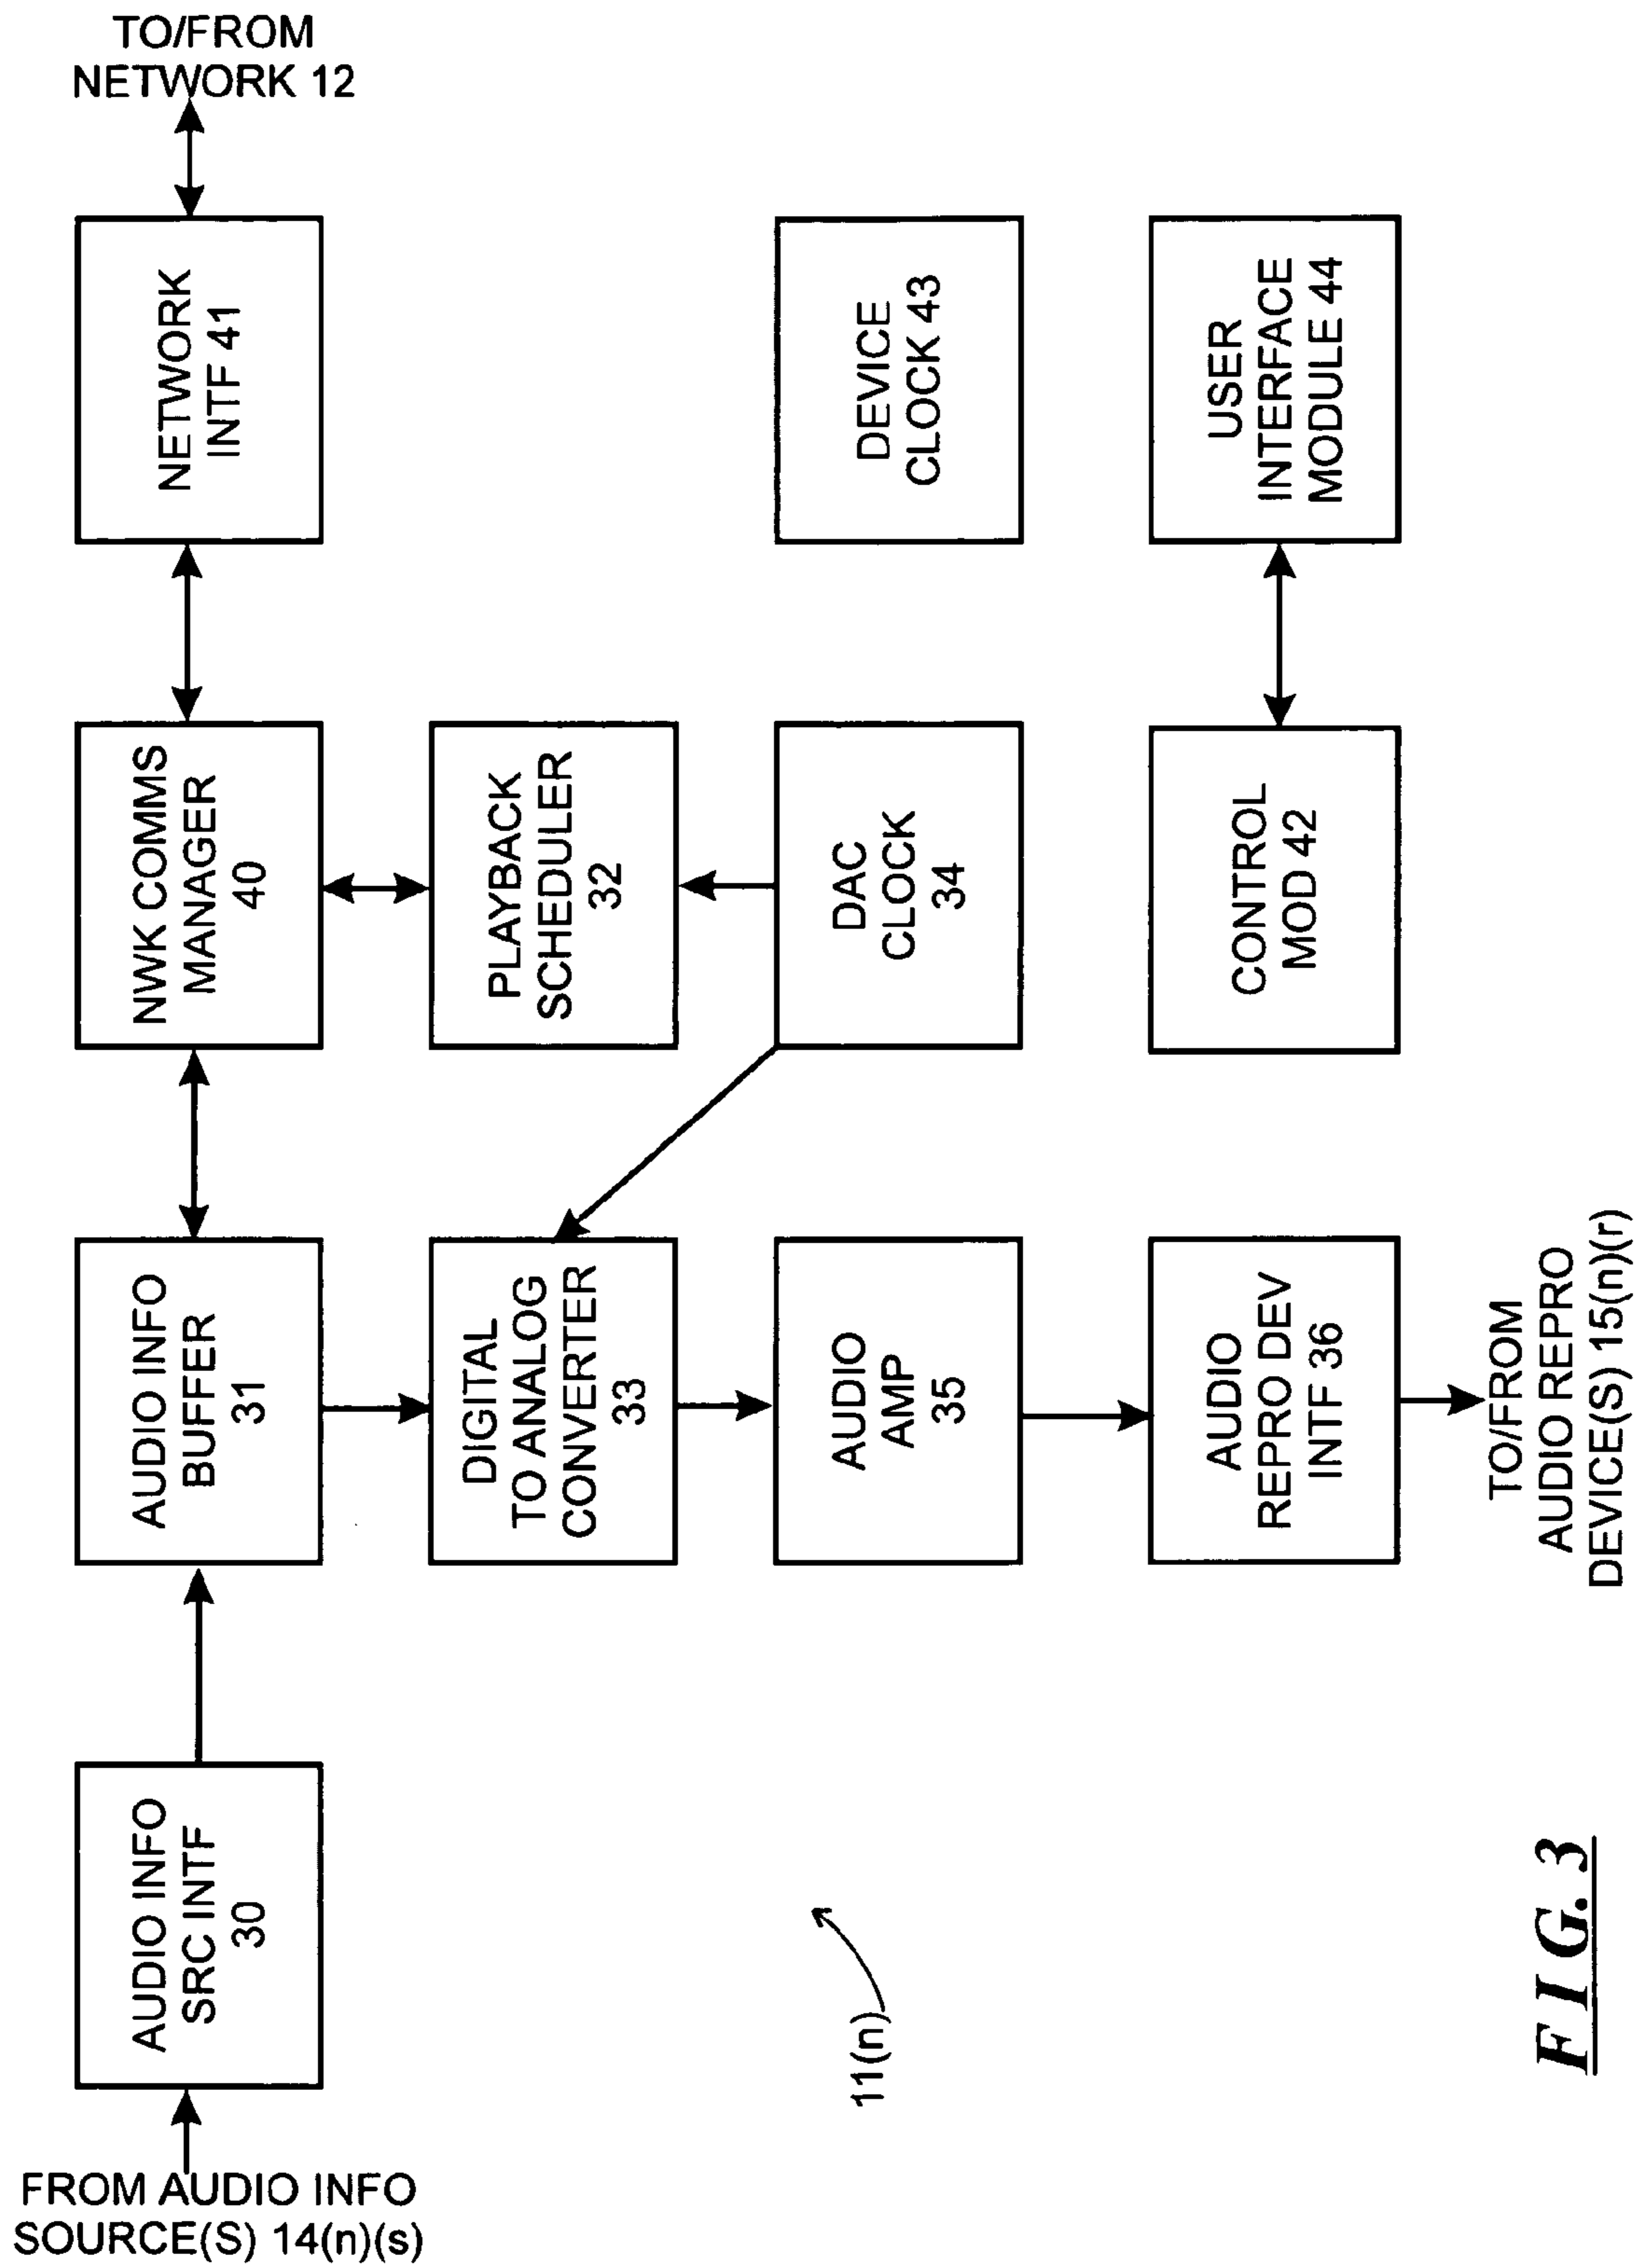 FROM AUDIO INFO
SOURCE(S) 14(n)(s)
AUDIO INFO
SRC INTF
30
AUDIO INFO
BUFFER
31
NWK COMMS
MANAGER
40
NETWORK
INTF 41
TO/FROM
NETWORK 12
DIGITAL
TO ANALOG
CONVERTER
33
PLAYBACK
SCHEDULER
32
AUDIO
AMP
35
DAC
CLOCK
34
DEVICE
CLOCK 43
11(n)
AUDIO
REPRO DEV
INTF 36
CONTROL
MOD 42
USER
INTERFACE
MODULE 44
TO/FROM
AUDIO REPRO
DEVICE(S) 15(n)(r)
FIG. 3